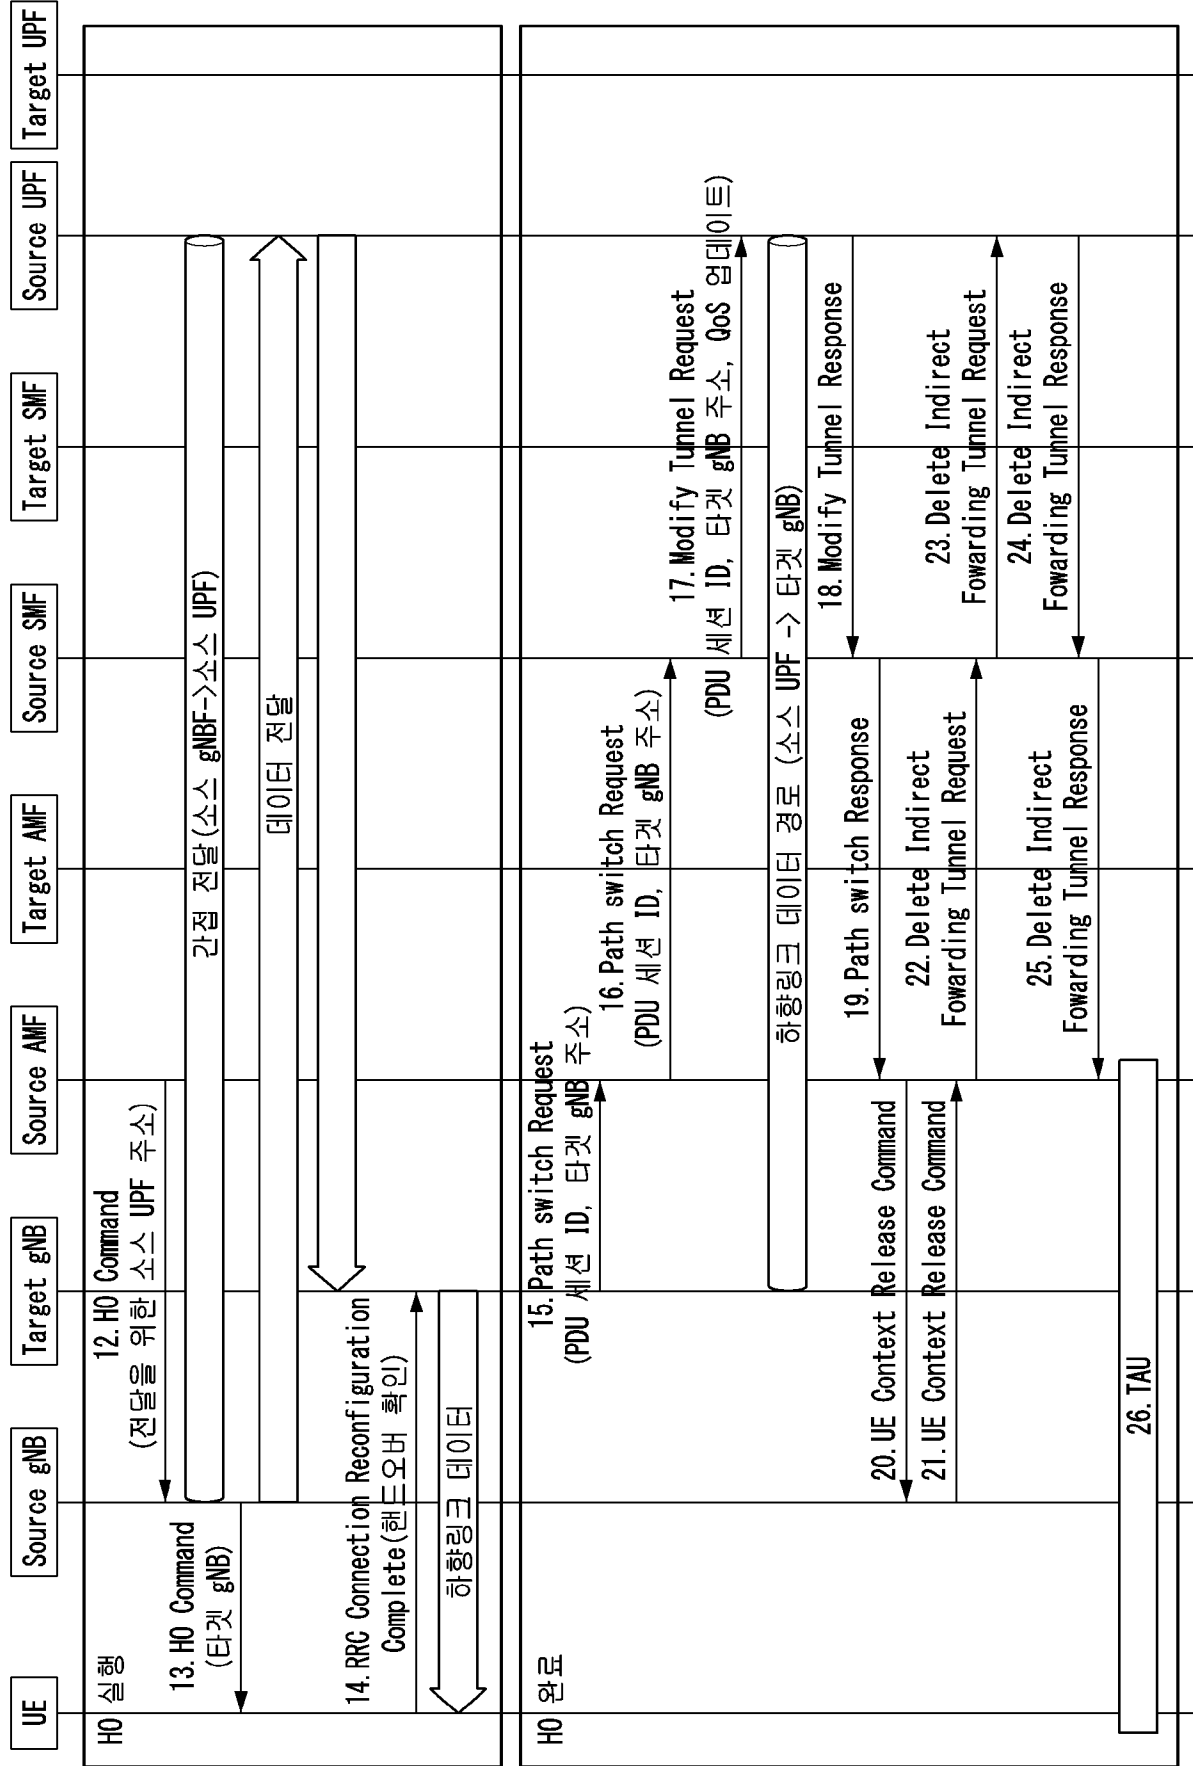 UE
Source gNB
Target gNB
Source AMF
Target AMF
Source SMF
Target SMF
Source UPF
Target UPF
HO 실행
12. HO Command
(전달을 위한 소스 UPF 주소)
간접 전달(소스 gNBF->소스 UPF)
13. HO Command
(타겟 gNB)
데이터 전달
14. RRC Connection Reconfiguration
Complete(핸드오버 확인)
하향링크 데이터
HO 완료
15. Path switch Request
(PDU 세션 ID, 타겟 gNB 주소)
16. Path switch Request
(PDU 세션 ID, 타겟 gNB 주소)
17. Modify Tunnel Request
(PDU 세션 ID, 타겟 gNB 주소, QoS 업데이트)
하향링크 데이터 경로 (소스 UPF -> 타겟 gNB)
18. Modify Tunnel Response
19. Path switch Response
20. UE Context Release Command
21. UE Context Release Command
22. Delete Indirect
Fowarding Tunnel Request
23. Delete Indirect
Fowarding Tunnel Request
24. Delete Indirect
Fowarding Tunnel Response
25. Delete Indirect
Fowarding Tunnel Response
26. TAU